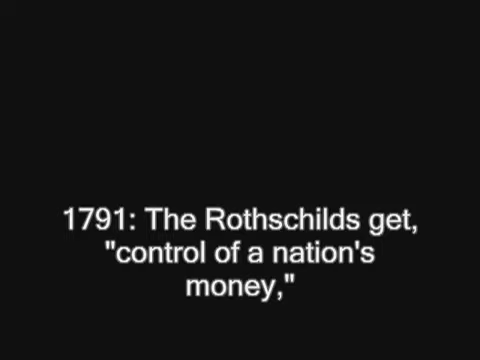 1791: The Rothschilds get,
"control of a nation's
money,"